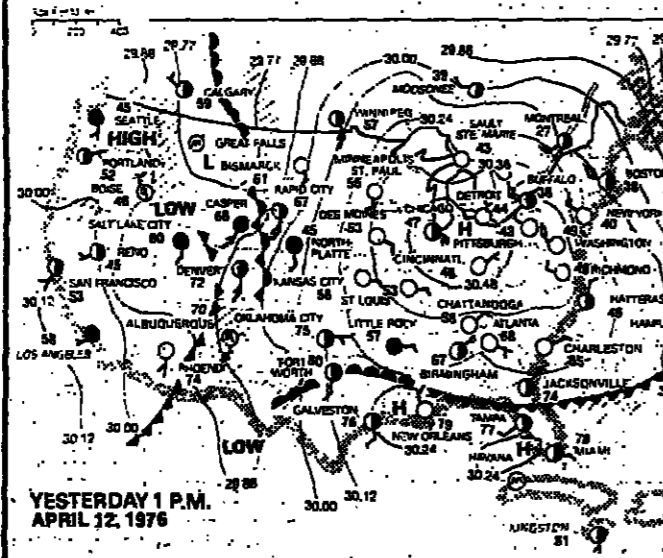 29.88
29.77
29.77
29.88
30.00
29.88
29.77
CALGARY
59
39
MOOSONEE
45
SEATTLE
HIGH
WINNIPEG
57
30.24
SAULT
STE MARIE
43
MONTREAL
27
GREAT FALLS
L
BISMARCK
61
MINNEAPOLIS
ST. PAUL
55
30.36
BUFFALO
36
BOSTON
PORTLAND
52
BOISE
46
LOW
CASPER
68
RAPID CITY
67
DES MOINES
CHICAGO
47
H
DETROIT
44
30.00
NEW YORK
40
SALT LAKE CITY
60
45
NORTH
PLATTE
PITTSBURGH
43
49
WASHINGTON
RENO
45
DENVER
72
KANSAS CITY
58
CINCINNATI
46
RICHMOND
30.12
SAN FRANCISCO
53
ST LOUIS
53
30.48
HATTERAS
46
70
58
LOS ANGELES
ALBUQUERQUE
OKLAHOMA CITY
75
LITTLE ROCK
57
CHATTANOOGA
58
ATLANTA
68
CHARLESTON
65
PHOENIX
74
FORT
WORTH
80
67
BIRMINGHAM
JACKSONVILLE
74
GALVESTON
76
H
79
NEW ORLEANS
30.24
TAMPA
77
30.12
30.00
LOW
29.88
30.00
30.12
HAVANA
30.24
H
79
MIAMI
YESTERDAY 1 P.M.
APRIL 12, 1976
KINGSTON
81